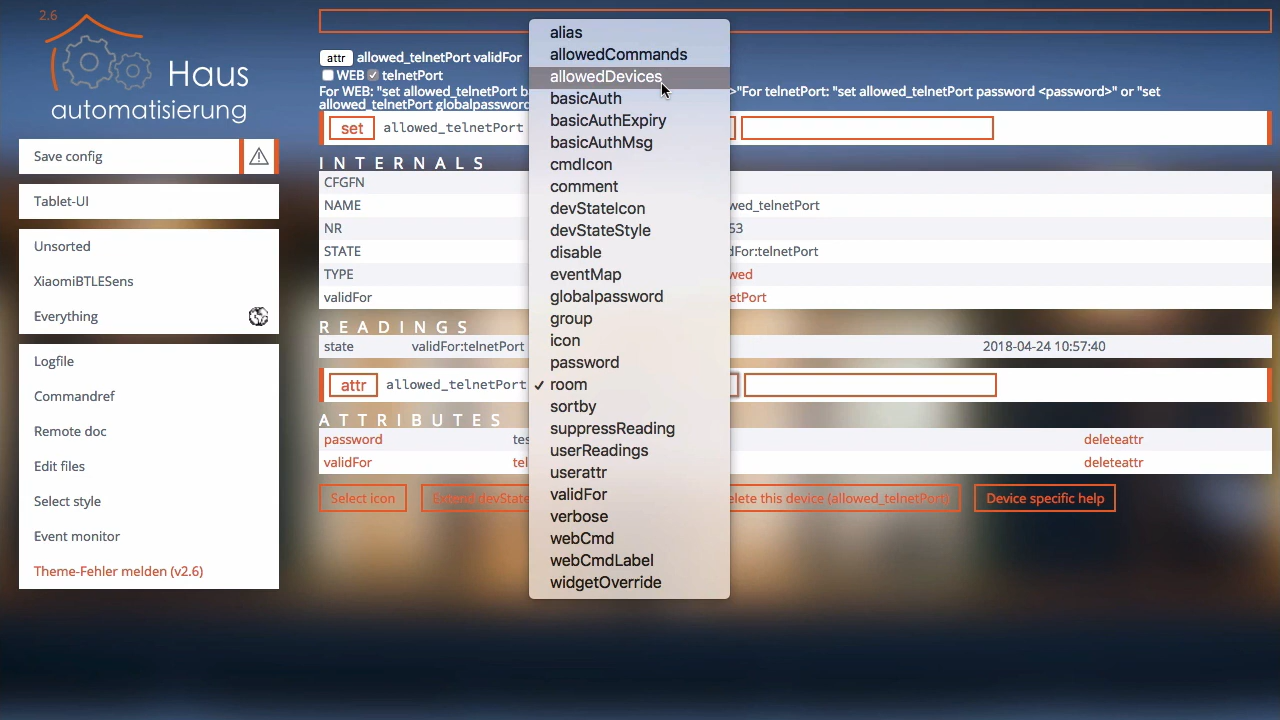 2.6
Haus
automatisierung
Save config
Tablet-UI
Unsorted
XiaomiBTLESens
Everything
Logfile
Commandref
Remote doc
Edit files
Select style
Event monitor
Theme-Fehler melden (v2.6)
attr allowed_telnetPort validFor
WEB telnetPort
For WEB: "set allowed_telnetPort >"For telnetPort: "set allowed_telnetPort password <password>" or "set
allowed_telnetPort
set allowed_telnetPort
INTERNALS
CFGFN
NAME
NR
STATE
TYPE
validFor
READINGS
state validFor:telnetPort 2018-04-24 10:57:40
attr allowed_telnetPort
ATTRIBUTES
password deleteattr
validFor deleteattr
Select icon
delete this device (allowed_telnetPort)
Device specific help
alias
allowedCommands
allowedDevices
basicAuth
basicAuthExpiry
basicAuthMsg
cmdIcon
comment
devStateIcon
devStateStyle
disable
eventMap
globalpassword
group
icon
password
✓ room
sortby
suppressReading
userReadings
userattr
validFor
verbose
webCmd
webCmdLabel
widgetOverride